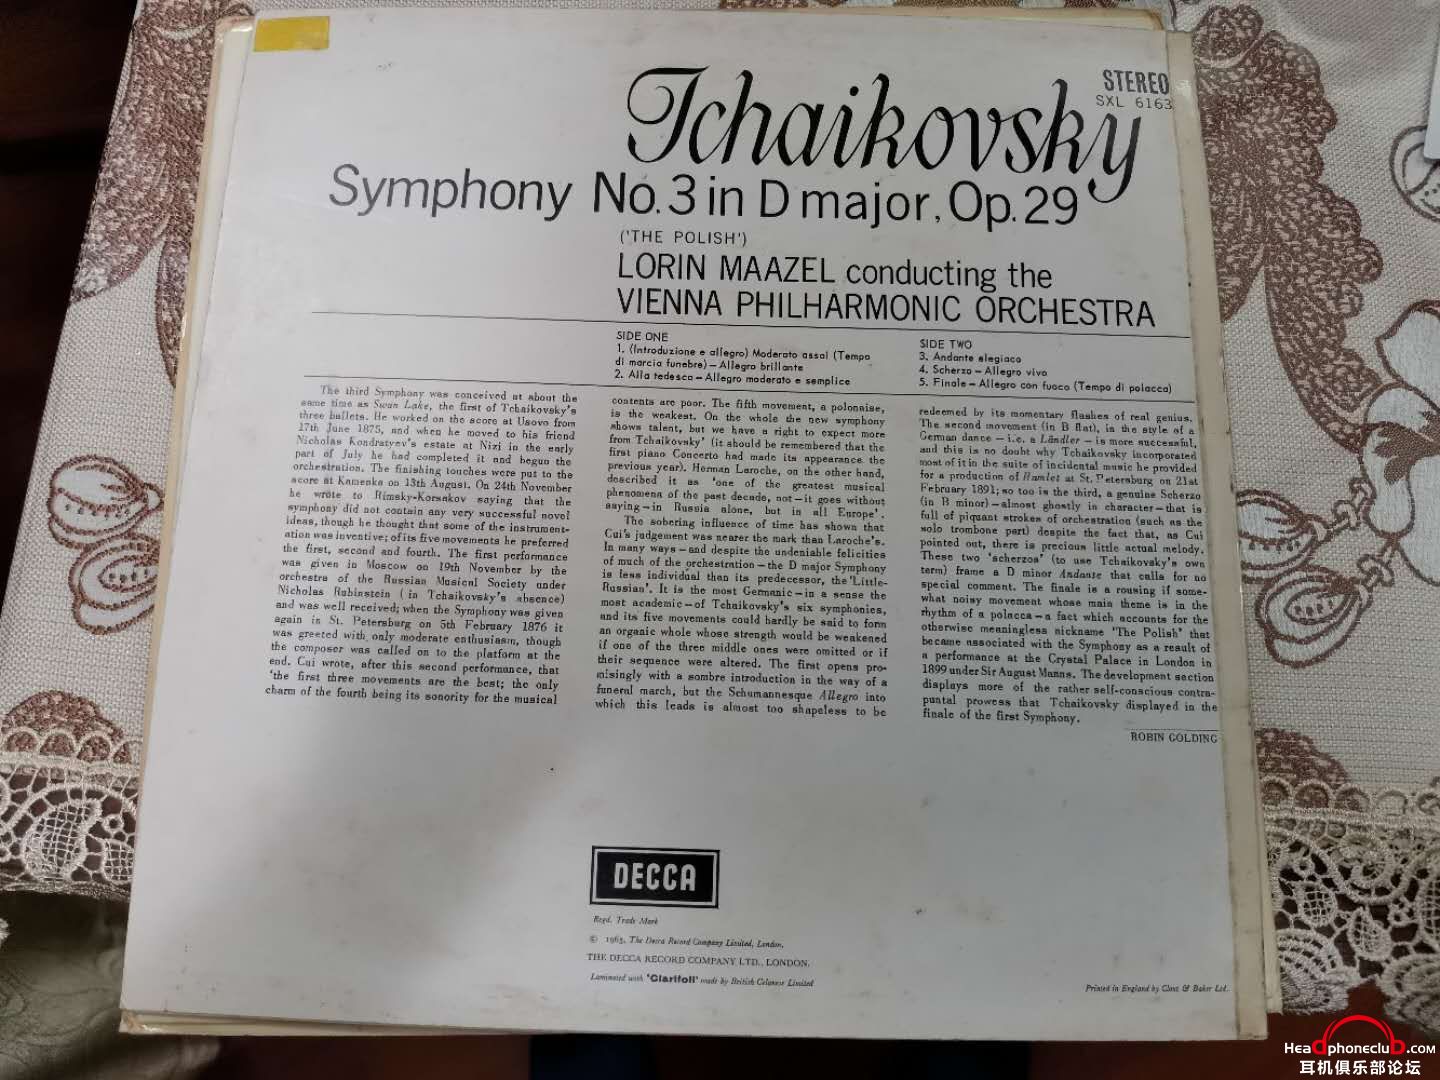 STEREO
SXL 6163
Tchaikovsky
Symphony No. 3 in D major, Op. 29
('THE POLISH')
LORIN MAAZEL conducting the
VIENNA PHILHARMONIC ORCHESTRA
SIDE ONE
1. (Introduzione e allegro) Moderato assai (Tempo
di marcia funebre) – Allegro brillante
2. Alla tedesca – Allegro moderato e semplice
SIDE TWO
3. Andante elegiaco
4. Scherzo – Allegro vivo
5. Finale – Allegro con fuoco (Tempo di polacca)
The third Symphony was conceived at about the
same time as Swan Lake, the first of Tchaikovsky's
three ballets. He worked on the score at Usovo from
17th June 1875, and when he moved to his friend
Nicholas Kondratyev's estate at Nizi in the early
part of July he had completed it and begun the
orchestration. The finishing touches were put to the
score at Kamenka on 13th August. On 24th November
he wrote to Rimsky-Korsakov saying that the
symphony did not contain any very successful novel
ideas, though he thought that some of the instrument-
ation was inventive; of its five movements he preferred
the first, second and fourth. The first performance
was given in Moscow on 19th November by the
orchestra of the Russian Musical Society under
Nicholas Rubinstein (in Tchaikovsky's absence)
and was well received; when the Symphony was given
again in St. Petersburg on 5th February 1876 it
was greeted with only moderate enthusiasm, though
the composer was called on to the platform at the
end. Cui wrote, after this second performance, that
'the first three movements are the best; the only
charm of the fourth being its sonority for the musical
contents are poor. The fifth movement, a polonaise,
is the weakest. On the whole the new symphony
shows talent, but we have a right to expect more
from Tchaikovsky' (it should be remembered that the
first piano Concerto had made its appearance the
previous year). Herman Laroche, on the other hand,
described it as 'one of the greatest musical
phenomena of the past decade, not – it goes without
saying – in Russia alone, but in all Europe'.
The sobering influence of time has shown that
Cui's judgement was nearer the mark than Laroche's.
In many ways – and despite the undeniable felicities
of much of the orchestration – the D major Symphony
is less individual than its predecessor, the 'Little-
Russian'. It is the most Germanic – in a sense the
most academic – of Tchaikovsky's six symphonies,
and its five movements could hardly be said to form
an organic whole whose strength would be weakened
if one of the three middle ones were omitted or if
their sequence were altered. The first opens pro-
misingly with a sombre introduction in the way of a
funeral march, but the Schumannesque Allegro into
which this leads is almost too shapeless to be
redeemed by its momentary flashes of real genius.
The second movement (in B flat), in the style of a
German dance – i.e. a Ländler – is more successful,
and this is no doubt why Tchaikovsky incorporated
most of it in the suite of incidental music he provided
for a production of Hamlet at St. Petersburg on 21st
February 1891; so too is the third, a genuine Scherzo
(in B minor) – almost ghostly in character – that is
full of piquant strokes of orchestration (such as the
solo trombone part) despite the fact that, as Cui
pointed out, there is precious little actual melody.
These two 'scherzos' (to use Tchaikovsky's own
term) frame a D minor Andante that calls for no
special comment. The finale is a rousing if some-
what noisy movement whose main theme is in the
rhythm of a polacca – a fact which accounts for the
otherwise meaningless nickname 'The Polish' that
became associated with the Symphony as a result of
a performance at the Crystal Palace in London in
1899 under Sir August Manns. The development section
displays more of the rather self-conscious contra-
puntal prowess that Tchaikovsky displayed in the
finale of the first Symphony.
ROBIN GOLDING
DECCA
Regd. Trade Mark
© 1965, The Decca Record Company Limited, London.
THE DECCA RECORD COMPANY LTD., LONDON.
Laminated with 'Clarifoil' made by British Celanese Limited
Printed in England by Clout & Baker Ltd.
HeadphonecluD.com
耳机俱乐部论坛